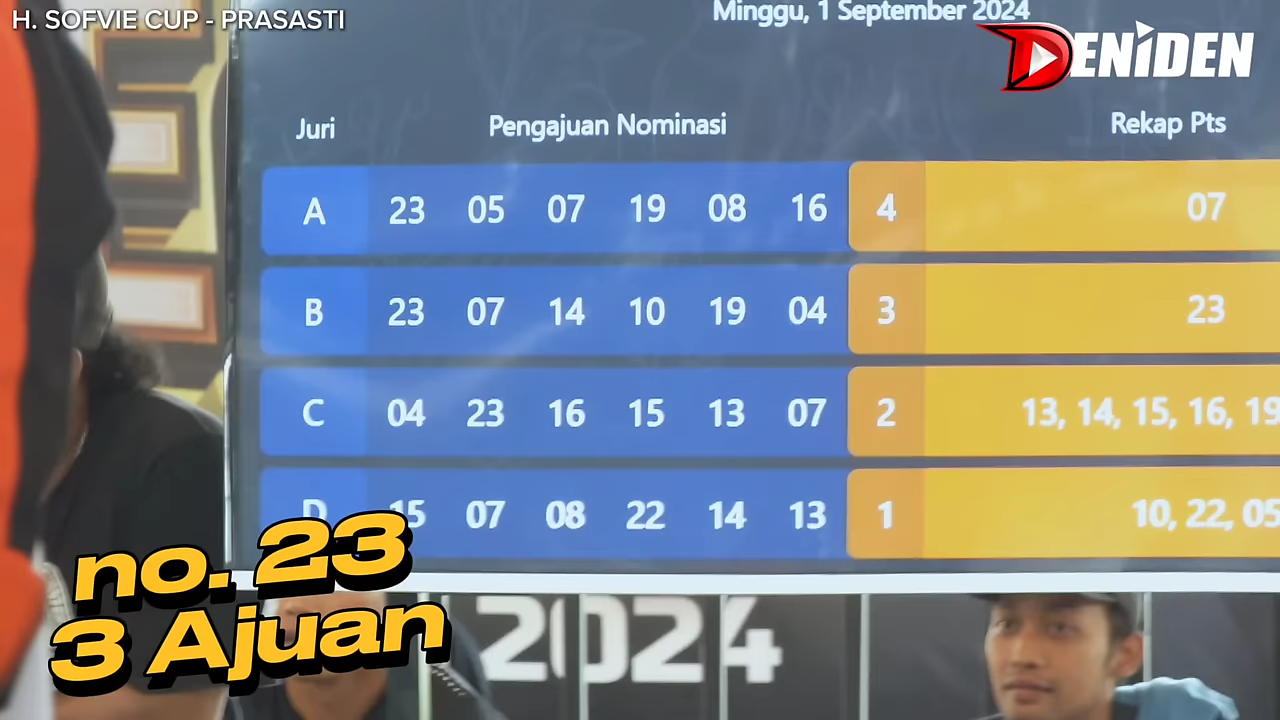 H. SOFVIE CUP - PRASASTI
Minggu, 1 September 2024
DENIDEN
Juri Pengajuan Nominasi Rekap Pts
A 23 05 07 19 08 16 4 07
B 23 07 14 10 19 04 3 23
C 04 23 16 15 13 07 2 13, 14, 15, 16, 19
D 15 07 08 22 14 13 1 10, 22, 05
no. 23
3 Ajuan
2024